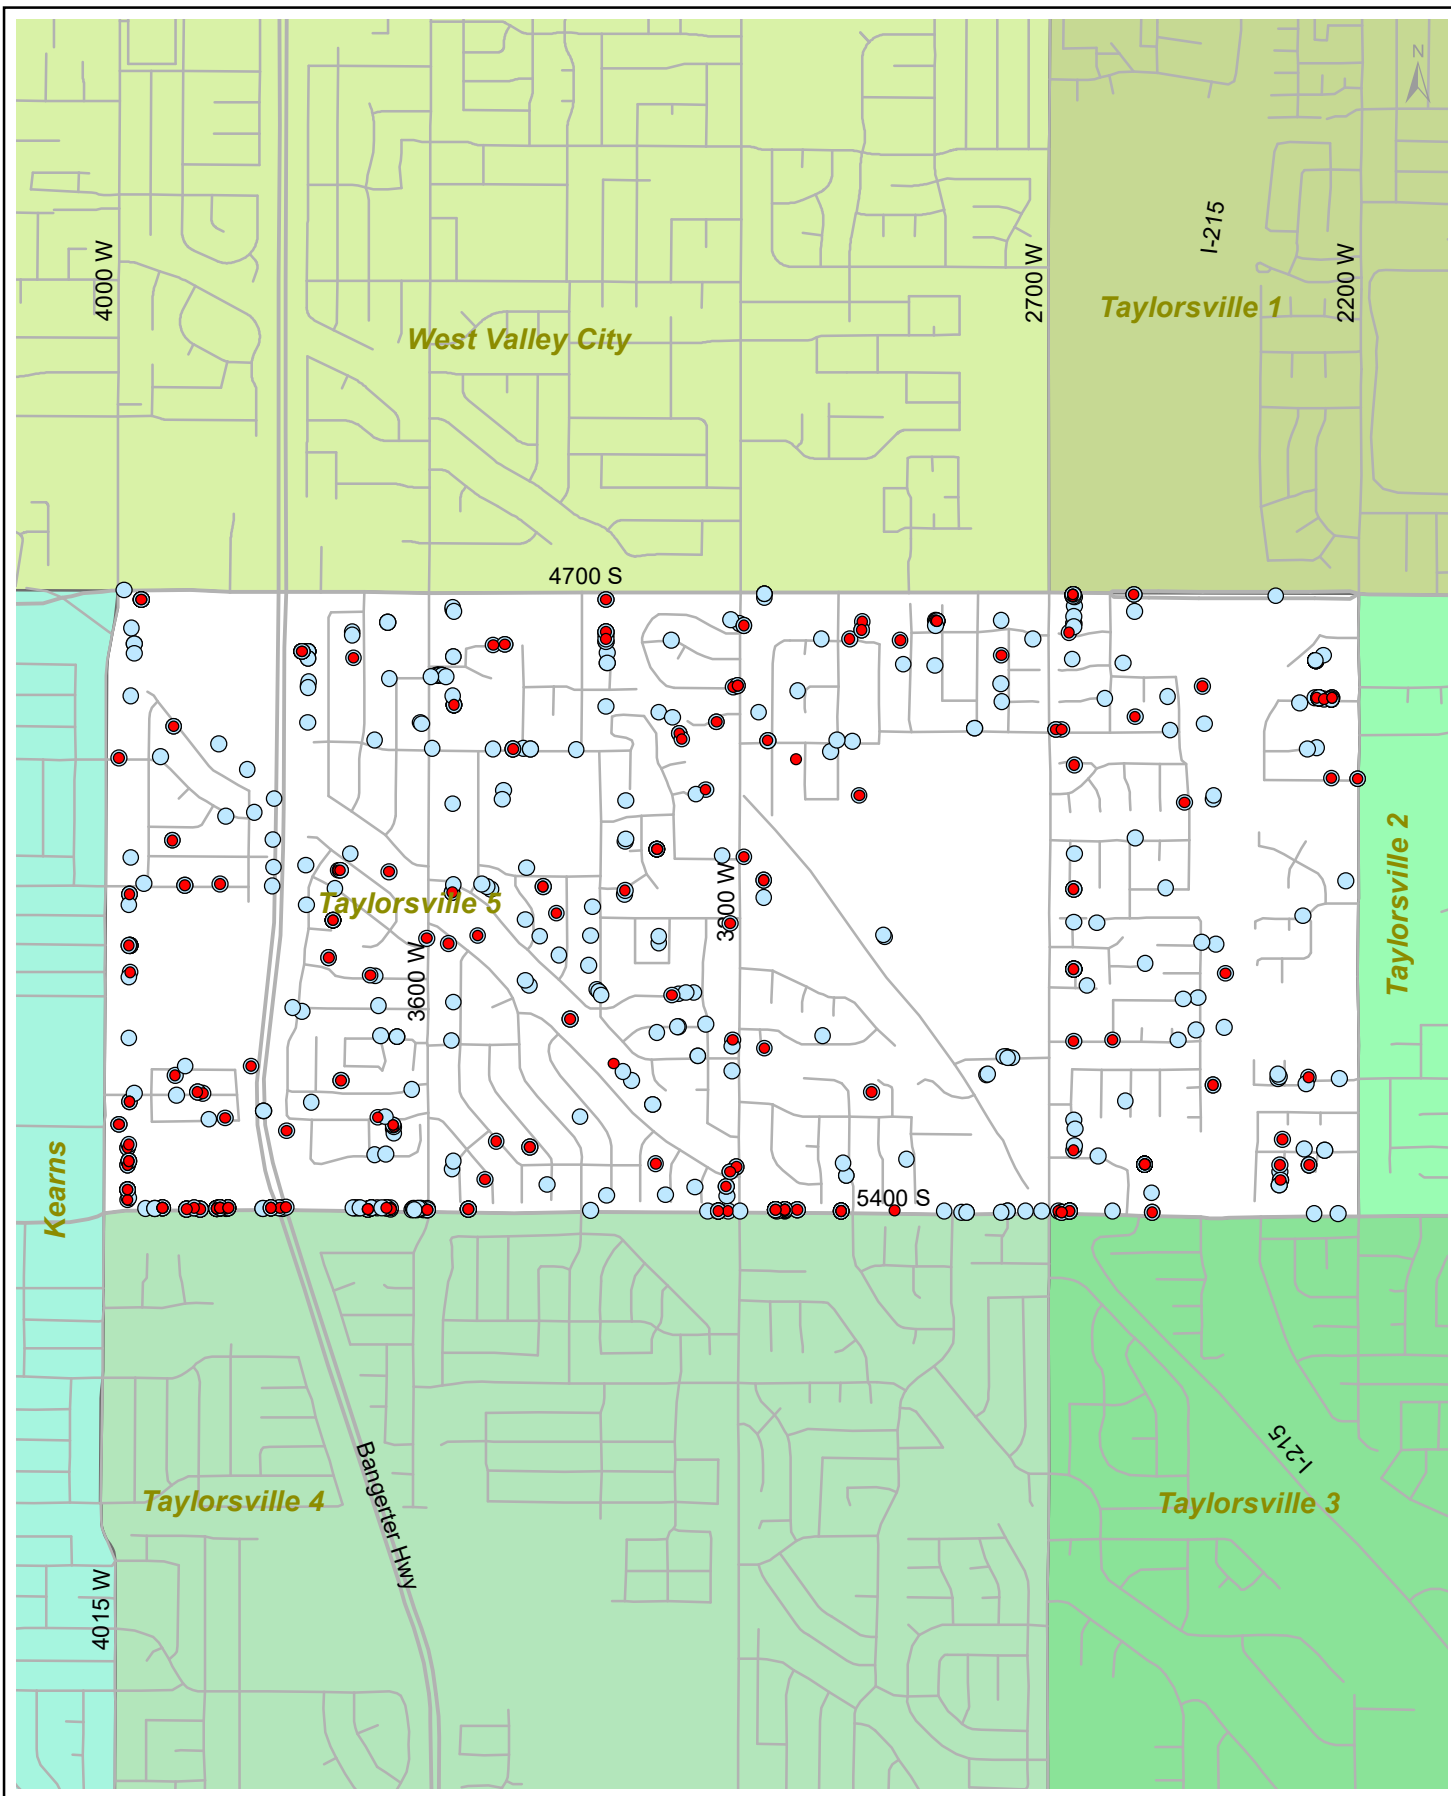 N
I-215
4000 W
2700 W
2200 W
Taylorsville 1
West Valley City
4700 S
Taylorsville 2
Taylorsville 5
3600 W
Kearns
5400 S
I-215
Bangerter Hwy
Taylorsville 4
Taylorsville 3
4015 W